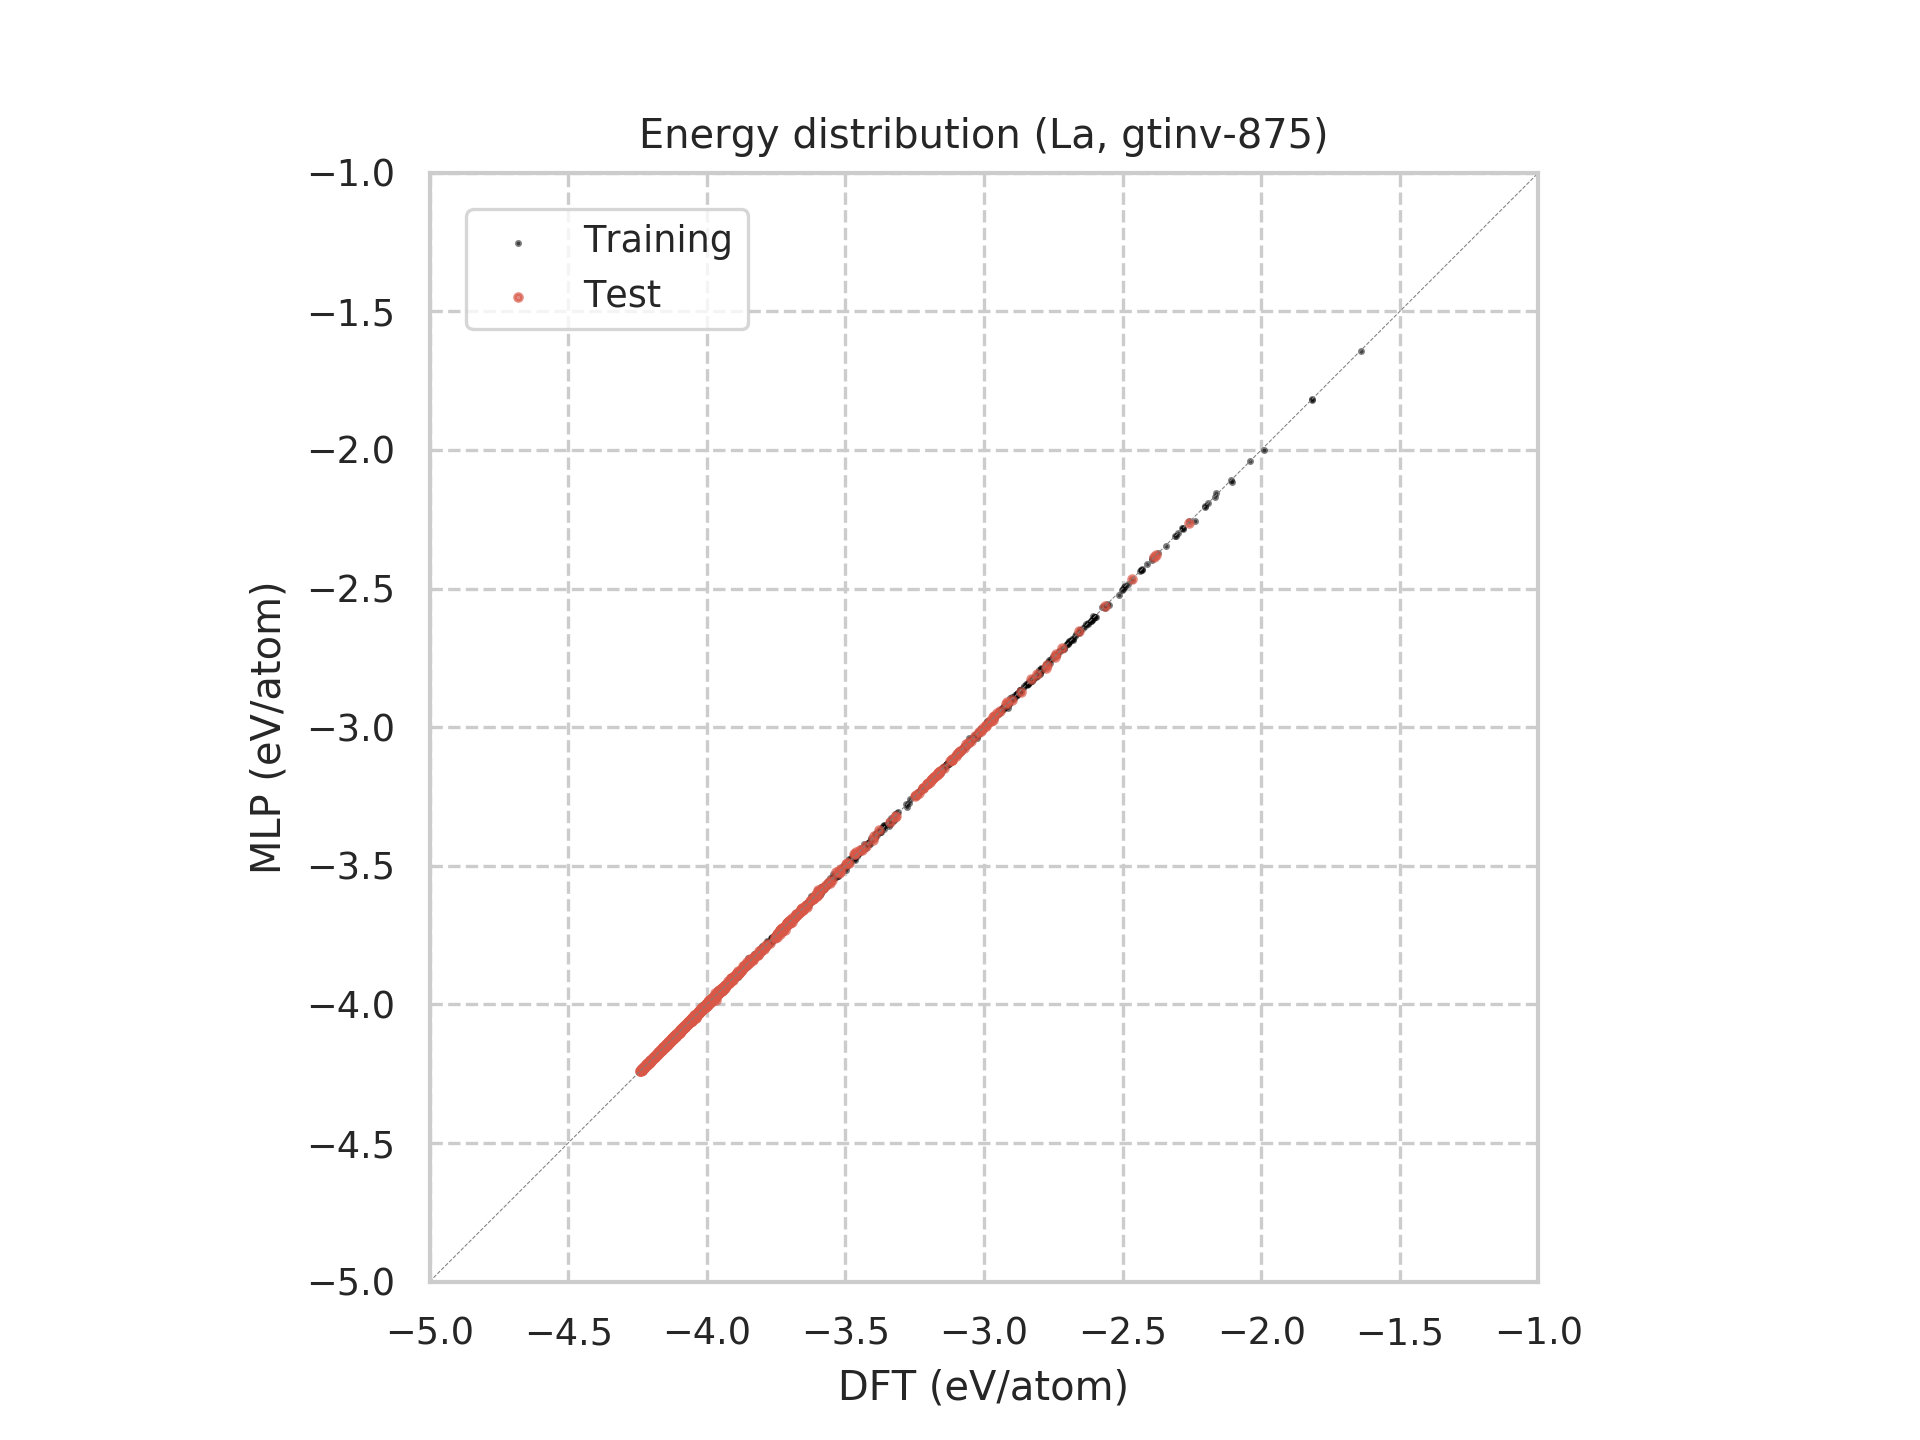 Energy distribution (La, gtinv-875)
−1.0
Training
Test
−1.5
−2.0
−2.5
−3.0
−3.5
−4.0
−4.5
−5.0
MLP (eV/atom)
−5.0 −4.5 −4.0 −3.5 −3.0 −2.5 −2.0 −1.5 −1.0
DFT (eV/atom)